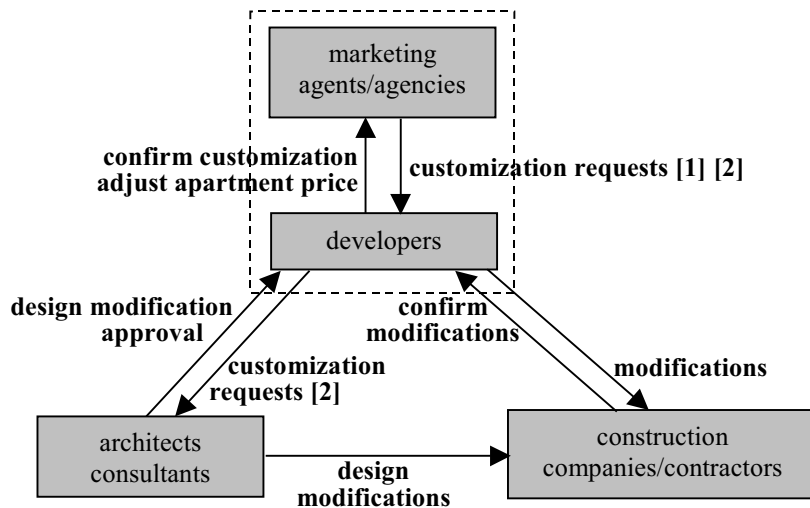 marketing
agents/agencies
confirm customization
adjust apartment price
customization requests [1] [2]
developers
design modification
approval
confirm
modifications
customization
requests [2]
modifications
architects
consultants
construction
companies/contractors
design
modifications